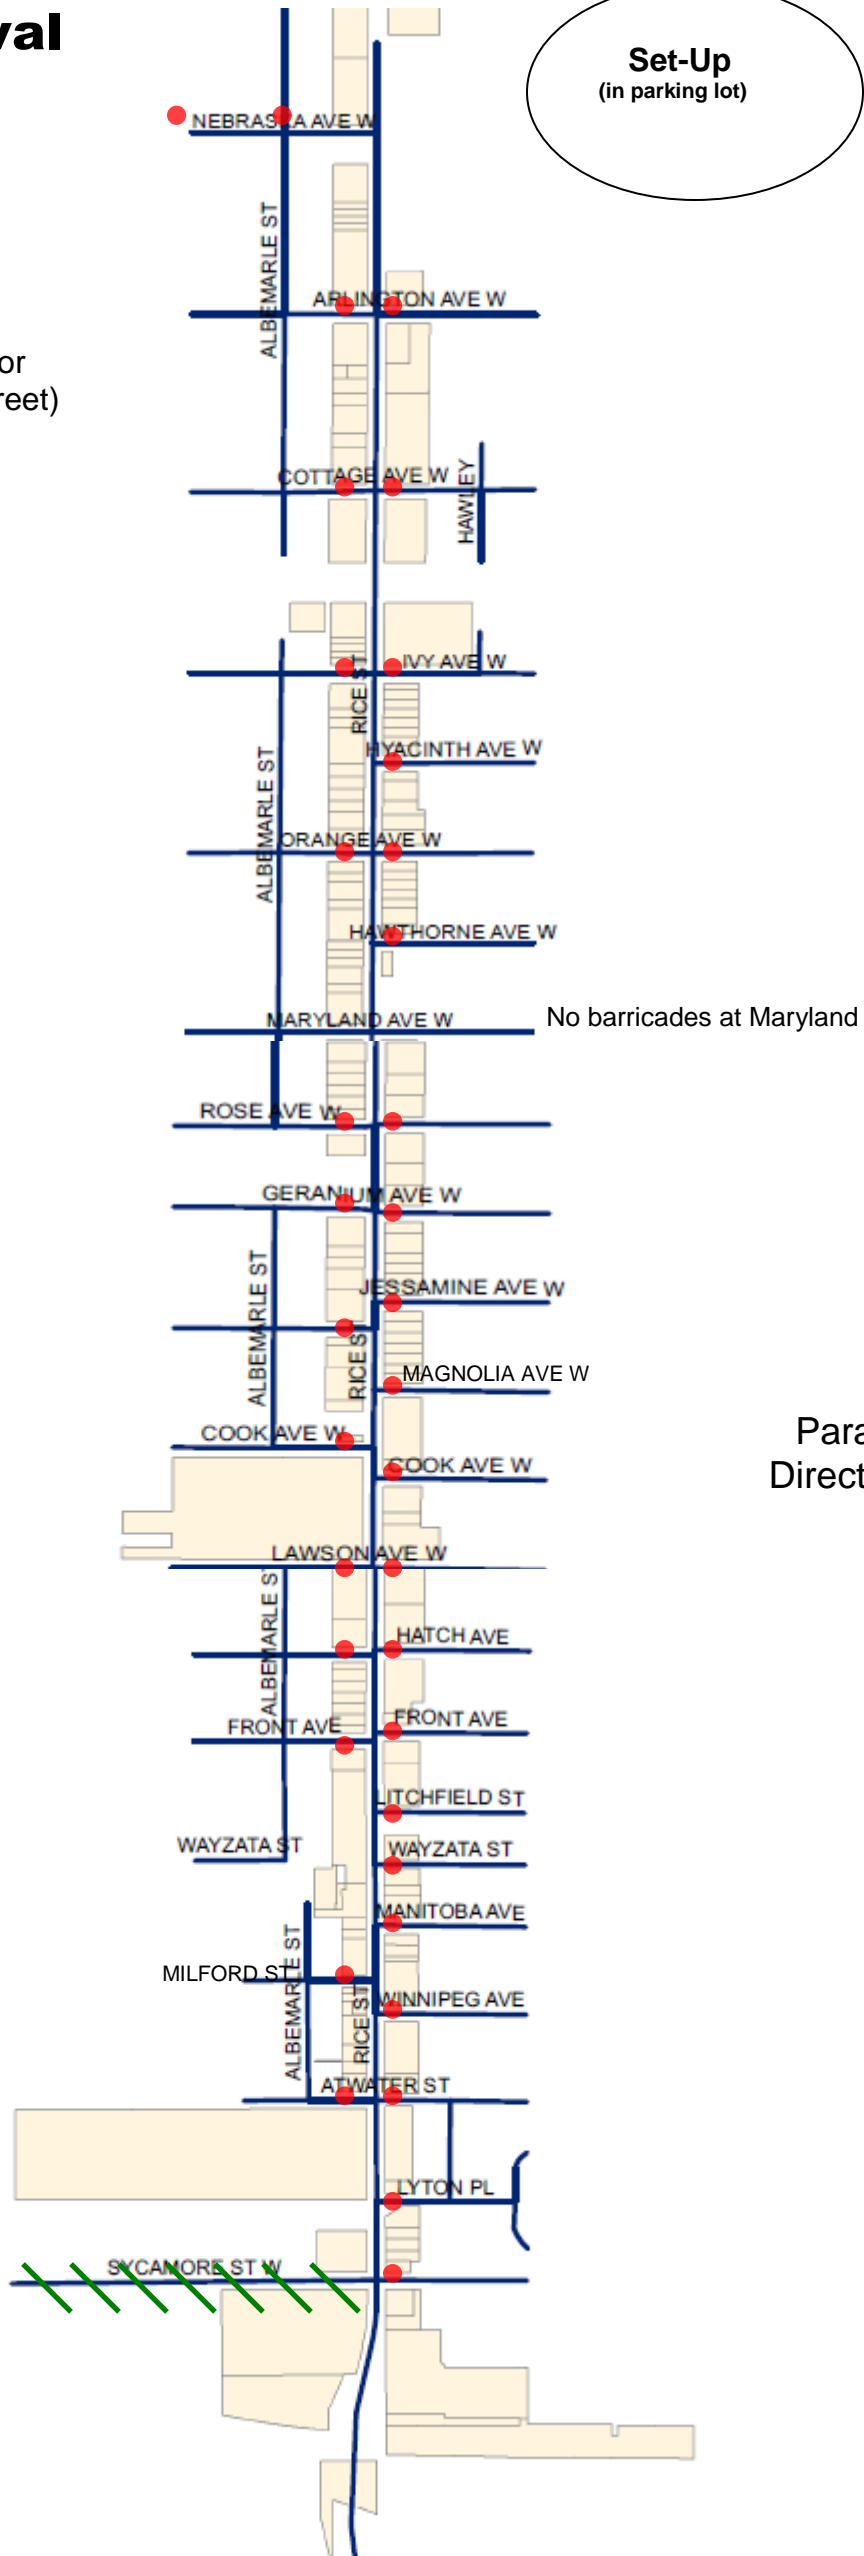 val
Set-Up
(in parking lot)
NEBRASKA AVE W
ALBEMARLE ST
ARLINGTON AVE W
or
reet)
COTTAGE AVE W
HAWLEY
IVY AVE W
RICE ST
HYACINTH AVE W
ALBEMARLE ST
ORANGE AVE W
HAWTHORNE AVE W
MARYLAND AVE W
No barricades at Maryland
ROSE AVE W
GERANIUM AVE W
JESSAMINE AVE W
ALBEMARLE ST
RICE S
MAGNOLIA AVE W
COOK AVE W
Para
COOK AVE W
Direct
LAWSON AVE W
ALBEMARLE ST
HATCH AVE
FRONT AVE
FRONT AVE
LITCHFIELD ST
WAYZATA ST
WAYZATA ST
MANITOBA AVE
ALBEMARLE ST
MILFORD ST
RICE ST
WINNIPEG AVE
ATWATER ST
LYTON PL
SYCAMORE ST W